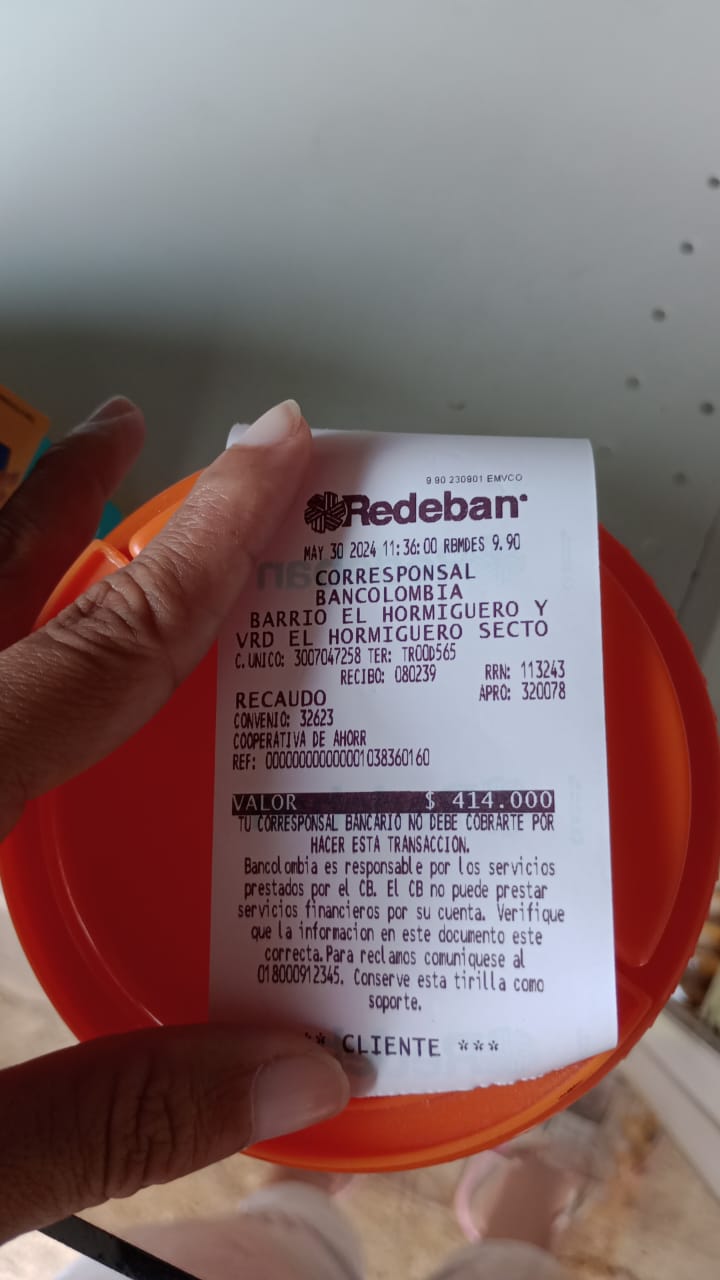 9 90 230901 EMVCO
Redeban
MAY 30 2024 11:36:00 RBMDES 9.90
CORRESPONSAL
BANCOLOMBIA
BARRIO EL HORMIGUERO Y
VRD EL HORMIGUERO SECTO
C.UNICO: 3007047258 TER: TR00D565
RECIBO: 080239 RRN: 113243
RECAUDO APRO: 320078
CONVENIO: 32623
COOPERATIVA DE AHORR
REF: 00000000000001038360160
VALOR $ 414.000
TU CORRESPONSAL BANCARIO NO DEBE COBRARTE POR
HACER ESTA TRANSACCION.
Bancolombia es responsable por los servicios
prestados por el CB. El CB no puede prestar
servicios financieros por su cuenta. Verifique
que la informacion en este documento este
correcta.Para reclamos comuniquese al
018000912345. Conserve esta tirilla como
soporte.
** CLIENTE ***